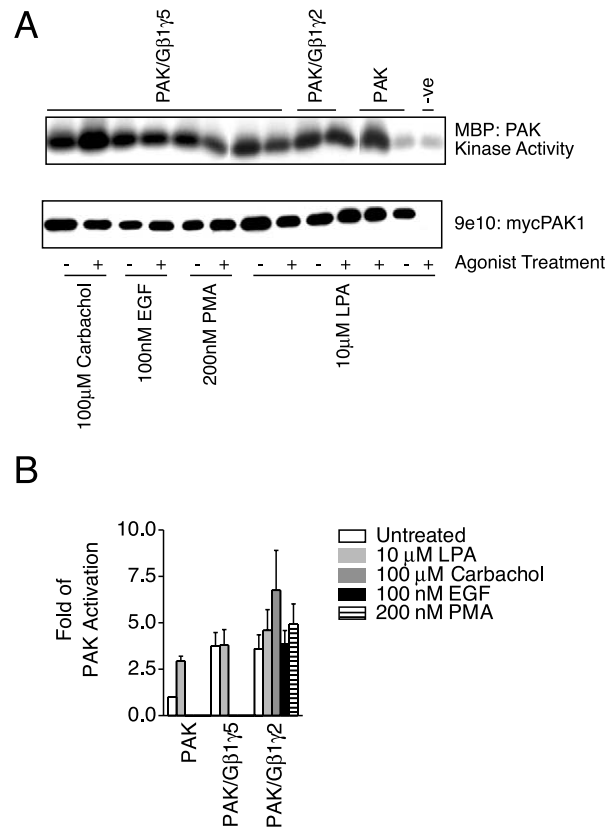 A
PAK/Gβ1γ5
PAK/Gβ1γ2
PAK
-ve
MBP: PAK
Kinase Activity
9e10: mycPAK1
- + - + - + - + - + + - +
Agonist Treatment
100μM Carbachol
100nM EGF
200nM PMA
10μM LPA
B
Fold of
PAK Activation
10.0
7.5
5.0
2.5
0.0
PAK
PAK/Gβ1γ5
PAK/Gβ1γ2
Untreated
10 μM LPA
100 μM Carbachol
100 nM EGF
200 nM PMA